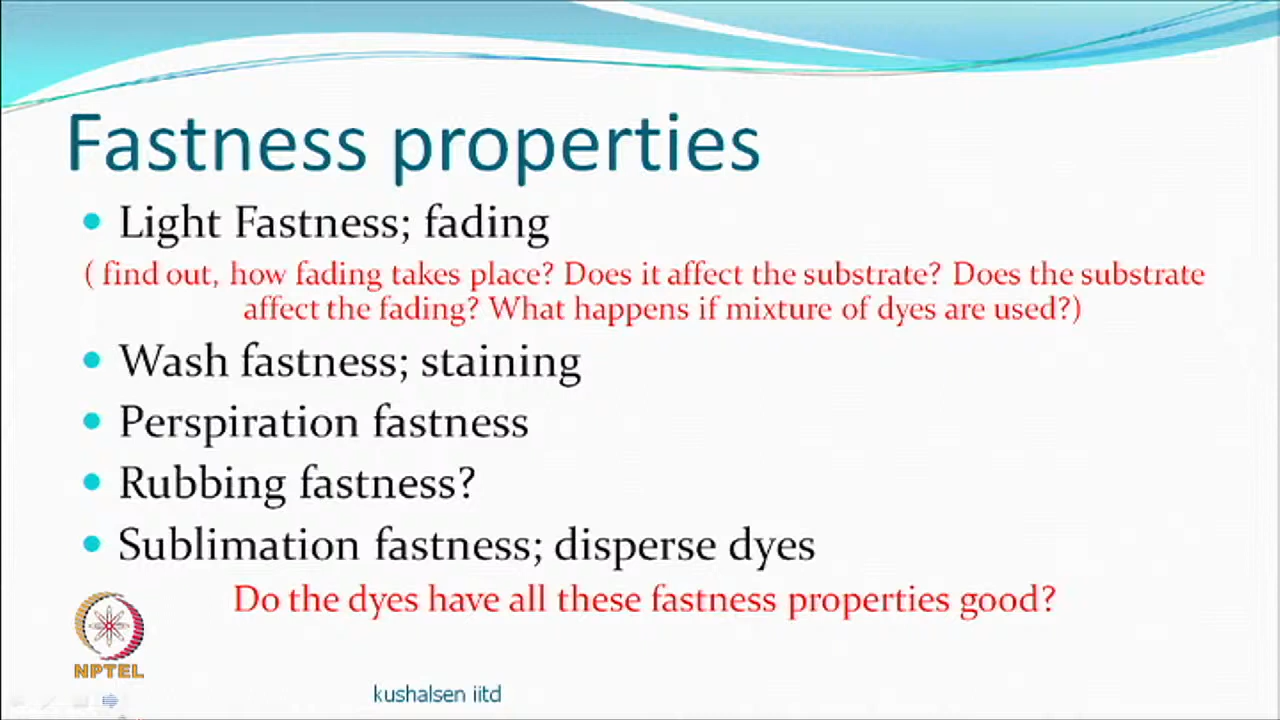 Fastness properties
Light Fastness; fading
( find out, how fading takes place? Does it affect the substrate? Does the substrate
affect the fading? What happens if mixture of dyes are used?)
Wash fastness; staining
Perspiration fastness
Rubbing fastness?
Sublimation fastness; disperse dyes
Do the dyes have all these fastness properties good?
NPTEL
kushalsen iitd